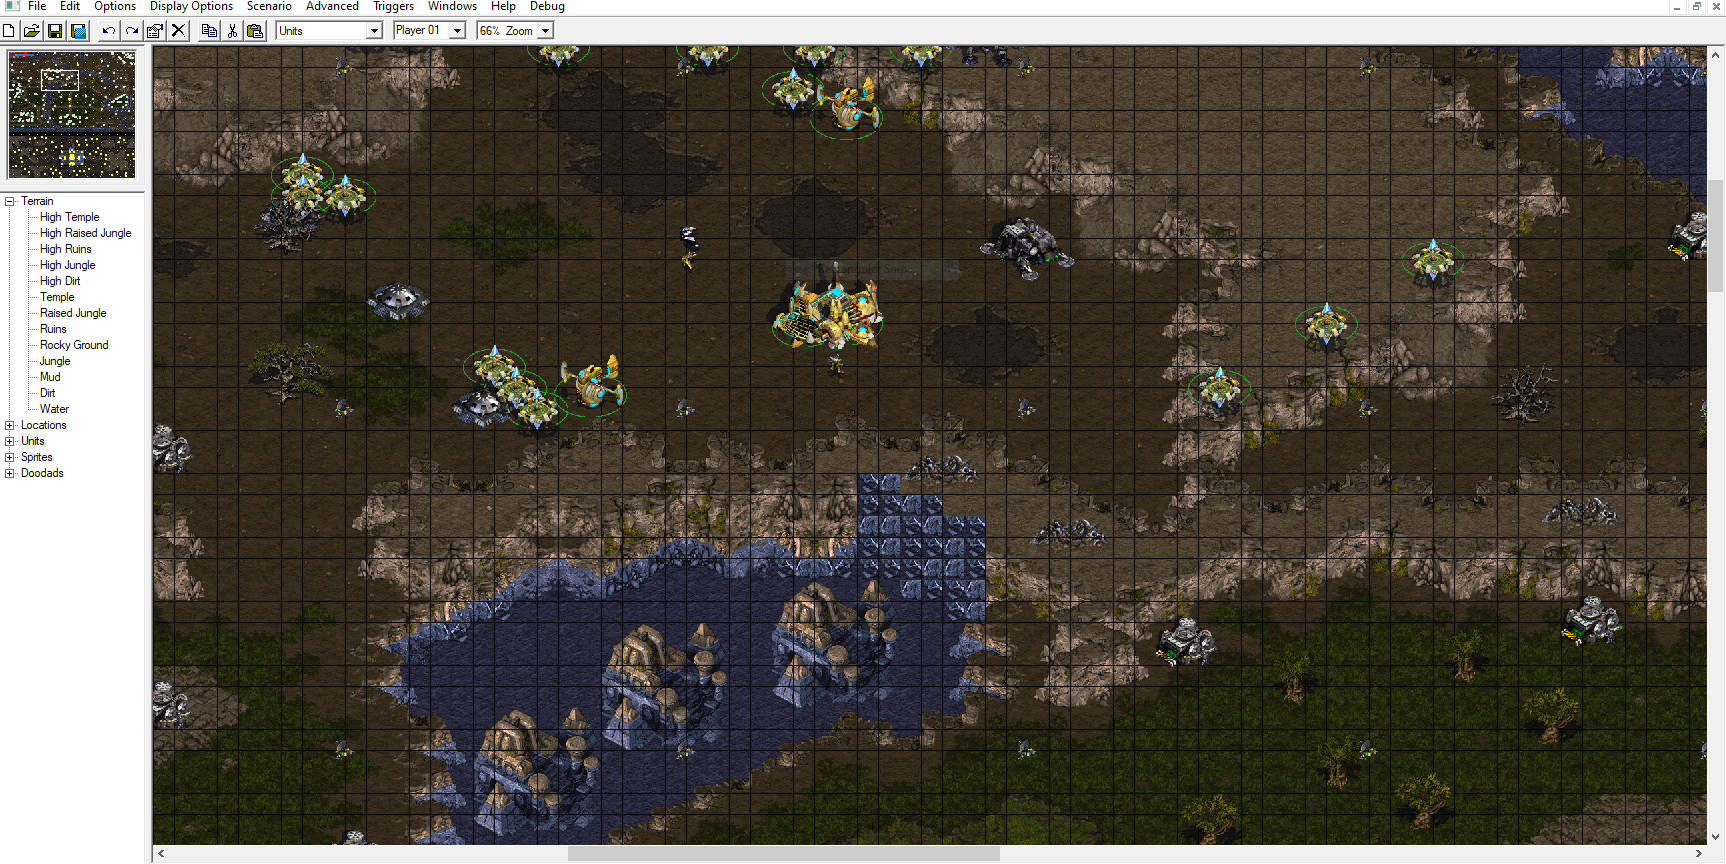 File Edit Options Display Options Scenario Advanced Triggers Windows Help Debug
Units Player 01 66% Zoom
Terrain
High Temple
High Raised Jungle
High Ruins
High Jungle
High Dirt
Temple
Raised Jungle
Ruins
Rocky Ground
Jungle
Mud
Dirt
Water
Locations
Units
Sprites
Doodads